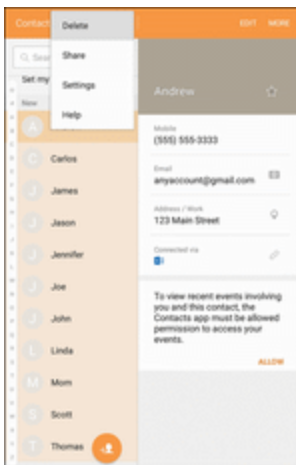 Contact
EDIT MORE
Delete
Share
Settings
Help
Sear
Set my
New
A
C Carlos
J James
J Jason
J Jennifer
J Joe
J John
L Linda
M Mom
S Scott
T Thomas
Andrew
Mobile
(555) 555-3333
Email
anyaccount@gmail.com
Address / Work
123 Main Street
Connected via
To view recent events involving
you and this contact, the
Contacts app must be allowed
permission to access your
events.
ALLOW